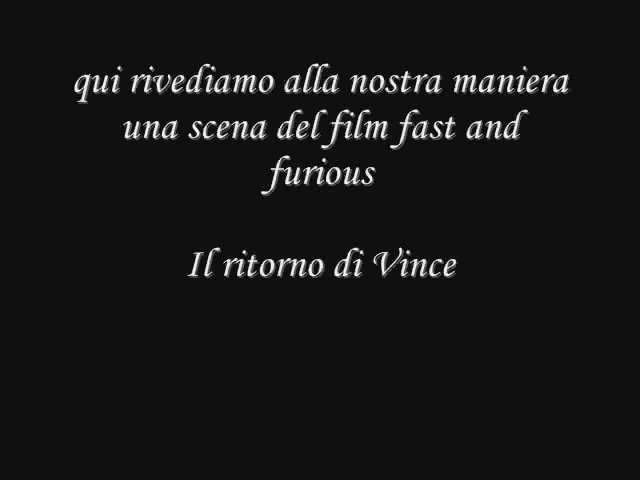 qui rivediamo alla nostra maniera
una scena del film fast and
furious
Il ritorno di Vince